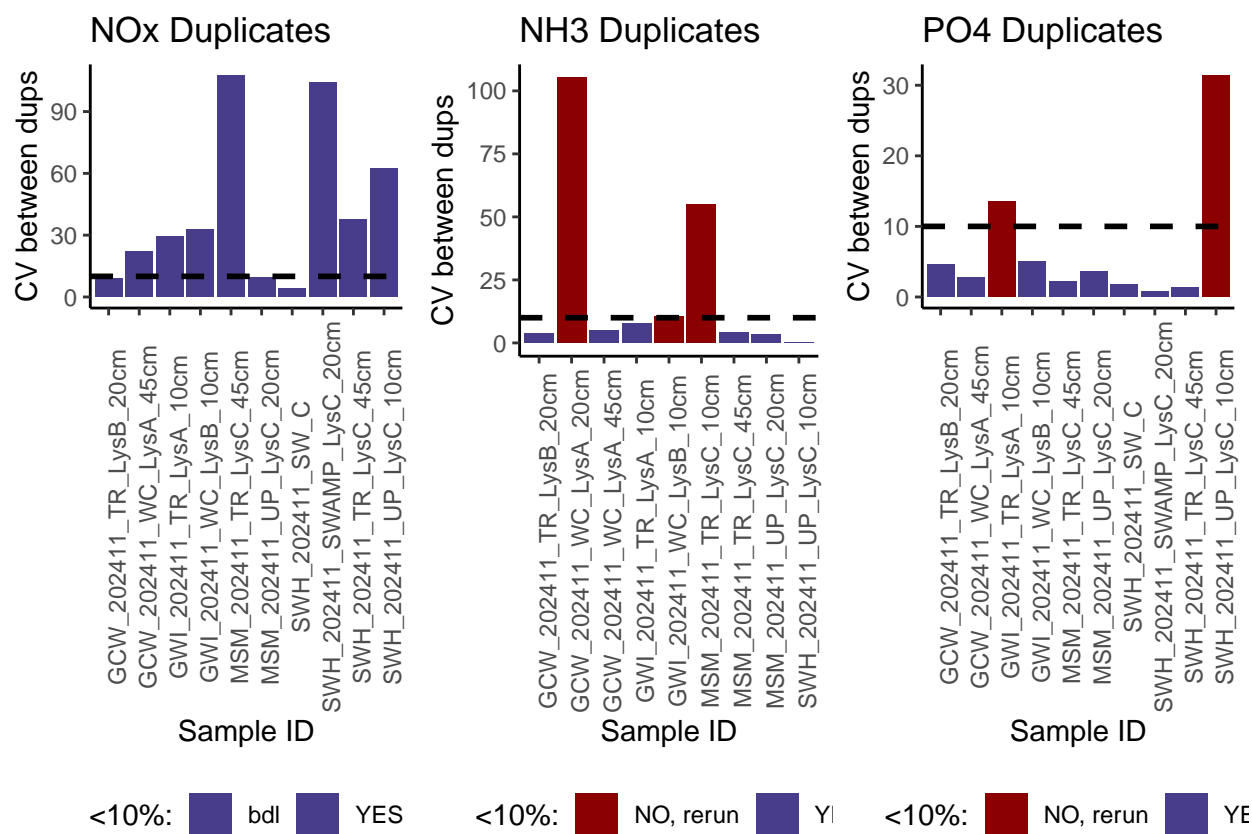 NOx Duplicates
CV between dups
90
60
30
0
GCW_202411_TR_LysB_20cm
GCW_202411_WC_LysA_45cm
GWI_202411_TR_LysA_10cm
GWI_202411_WC_LysB_10cm
MSM_202411_TR_LysC_45cm
MSM_202411_UP_LysC_20cm
SWH_202411_SW_C
SWH_202411_SWAMP_LysC_20cm
SWH_202411_TR_LysC_45cm
SWH_202411_UP_LysC_10cm
Sample ID
<10%: bdl YES
NH3 Duplicates
CV between dups
100
75
50
25
0
GCW_202411_TR_LysB_20cm
GCW_202411_WC_LysA_20cm
GCW_202411_WC_LysA_45cm
GWI_202411_TR_LysA_10cm
GWI_202411_WC_LysB_10cm
MSM_202411_TR_LysC_10cm
MSM_202411_TR_LysC_45cm
MSM_202411_UP_LysC_20cm
SWH_202411_UP_LysC_10cm
Sample ID
<10%: NO, rerun Y
PO4 Duplicates
CV between dups
30
20
10
0
GCW_202411_TR_LysB_20cm
GCW_202411_WC_LysA_45cm
GWI_202411_TR_LysA_10cm
GWI_202411_WC_LysB_10cm
MSM_202411_TR_LysC_45cm
MSM_202411_UP_LysC_20cm
SWH_202411_SW_C
SWH_202411_SWAMP_LysC_20cm
SWH_202411_TR_LysC_45cm
SWH_202411_UP_LysC_10cm
Sample ID
<10%: NO, rerun YE